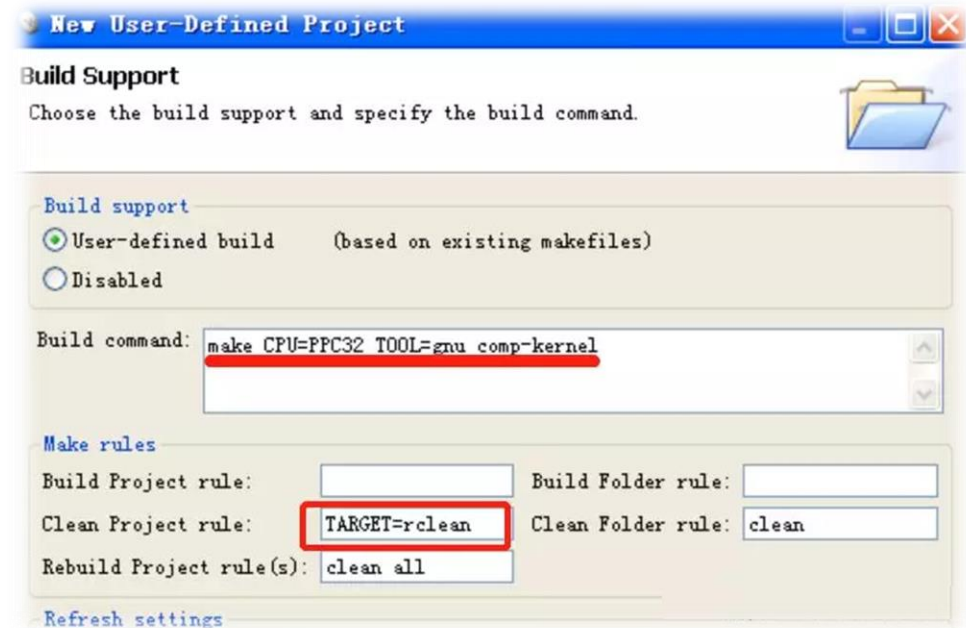 New User-Defined Project
Build Support
Choose the build support and specify the build command.
Build support
User-defined build (based on existing makefiles)
Disabled
Build command: make CPU=PPC32 TOOL=gnu comp-kernel
Make rules
Build Project rule: Build Folder rule:
Clean Project rule: TARGET=rclean Clean Folder rule: clean
Rebuild Project rule(s): clean all
Refresh settings